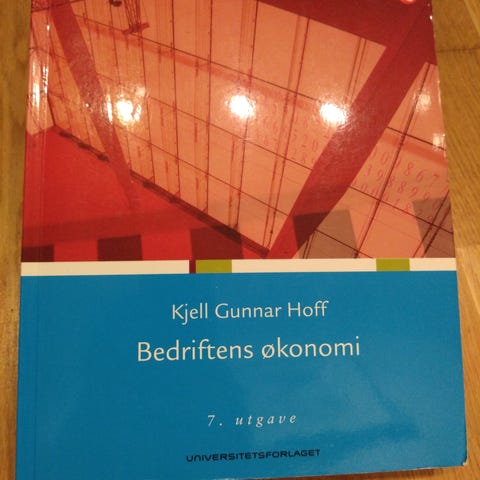 Kjell Gunnar Hoff
Bedriftens økonomi
7. utgave
UNIVERSITETSFORLAGET